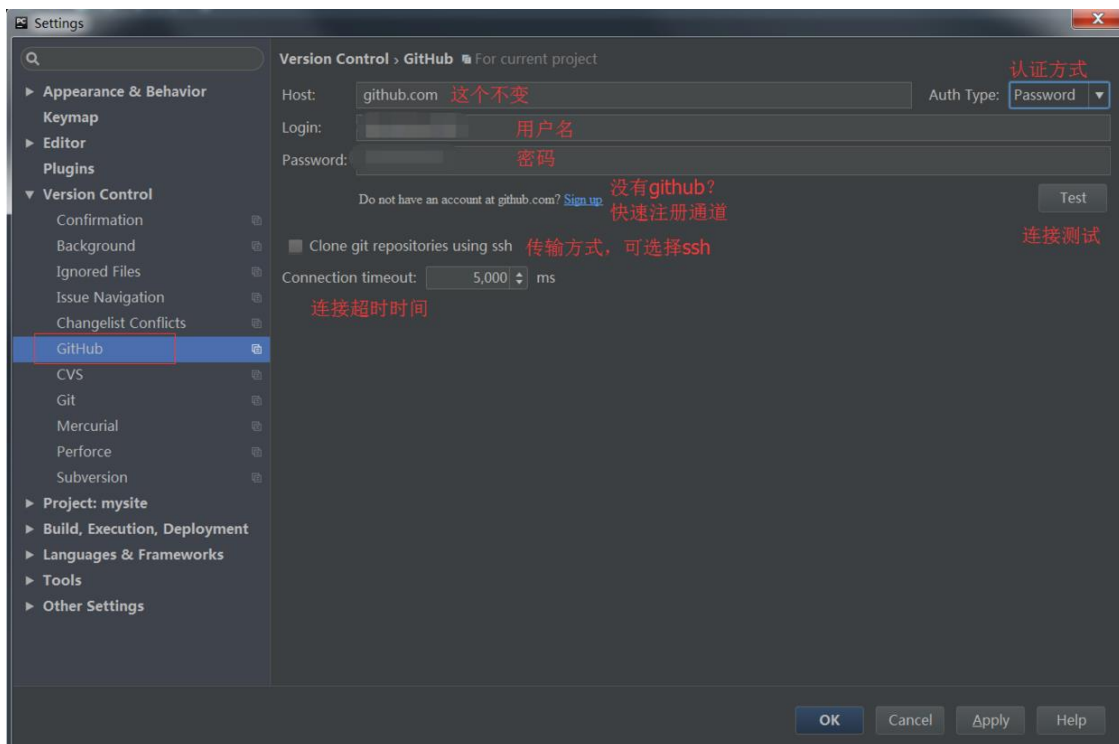 Settings
Version Control › GitHub For current project
认证方式
Appearance & Behavior
Host: github.com 这个不变 Auth Type: Password
Keymap
Login: 用户名
Editor
Password: 密码
Plugins
Version Control
Do not have an account at github.com? Sign up 没有github?
快速注册通道
Test
Confirmation
连接测试
Background
Clone git repositories using ssh 传输方式，可选择ssh
Ignored Files
Connection timeout: 5,000 ms
Issue Navigation
连接超时时间
Changelist Conflicts
GitHub
CVS
Git
Mercurial
Perforce
Subversion
Project: mysite
Build, Execution, Deployment
Languages & Frameworks
Tools
Other Settings
OK Cancel Apply Help